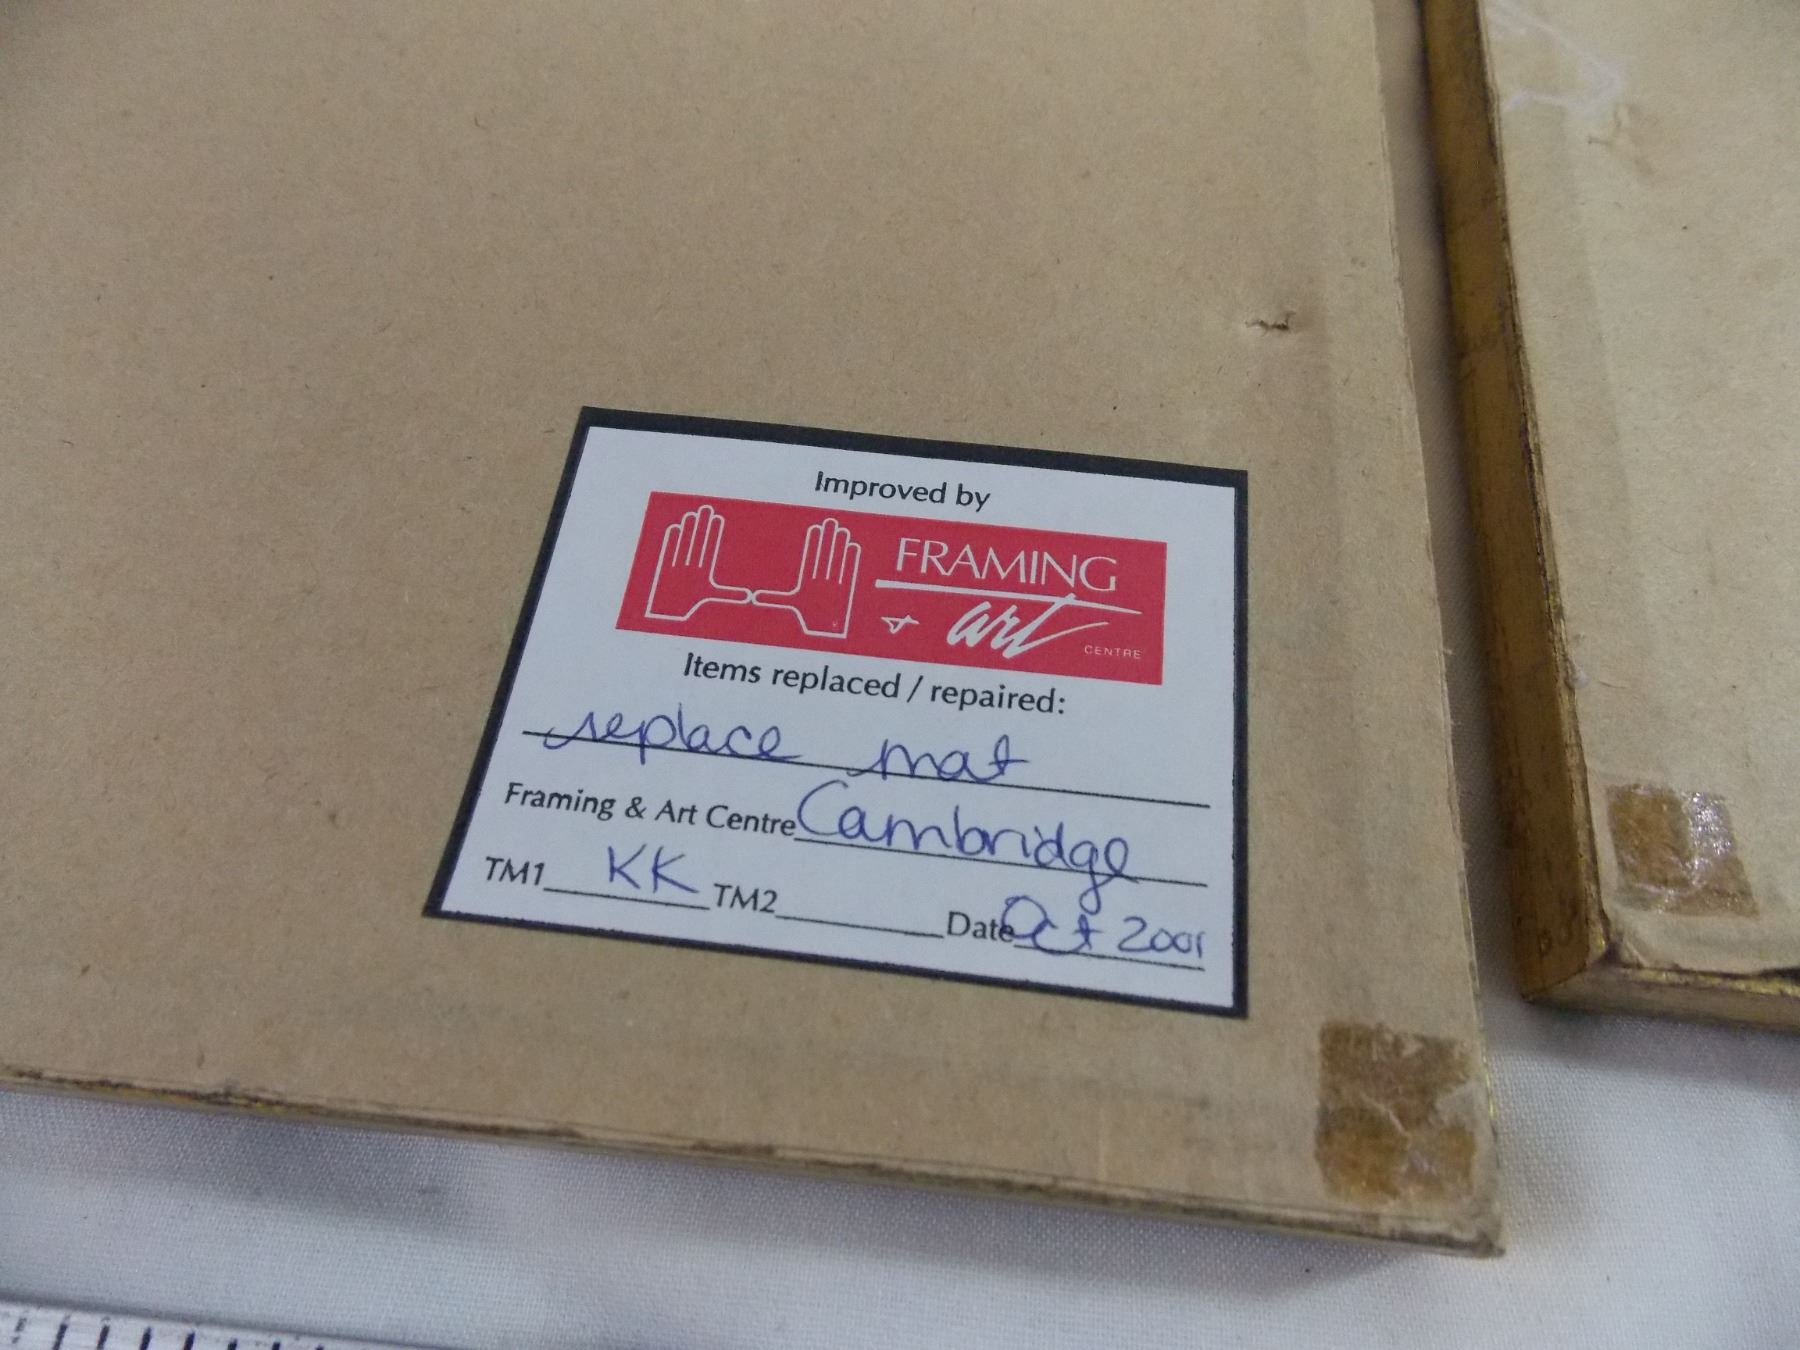 Improved by
FRAMING
& art
CENTRE
Items replaced / repaired:
replace mat
Framing & Art Centre Cambridge
TM1 KK TM2 Date Oct 2001